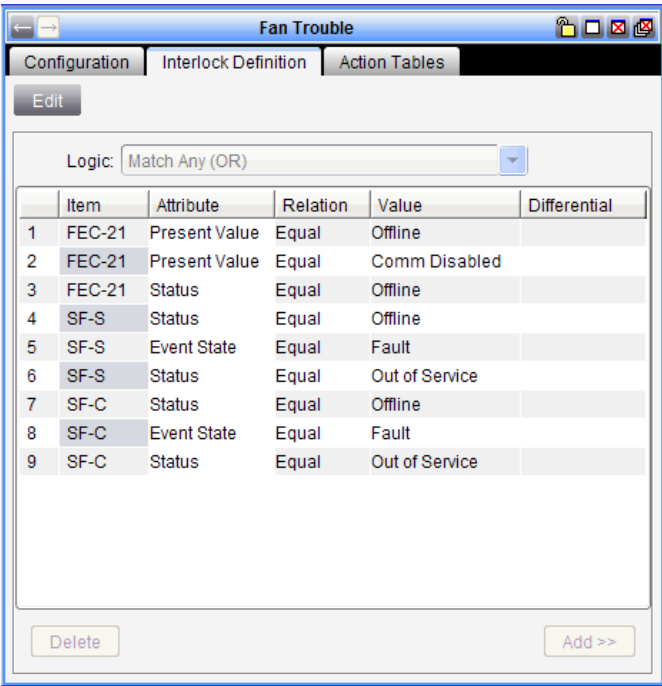 Fan Trouble
Configuration Interlock Definition Action Tables
Edit
Logic: Match Any (OR)
Item Attribute Relation Value Differential
1 FEC-21 Present Value Equal Offline
2 FEC-21 Present Value Equal Comm Disabled
3 FEC-21 Status Equal Offline
4 SF-S Status Equal Offline
5 SF-S Event State Equal Fault
6 SF-S Status Equal Out of Service
7 SF-C Status Equal Offline
8 SF-C Event State Equal Fault
9 SF-C Status Equal Out of Service
Delete Add >>